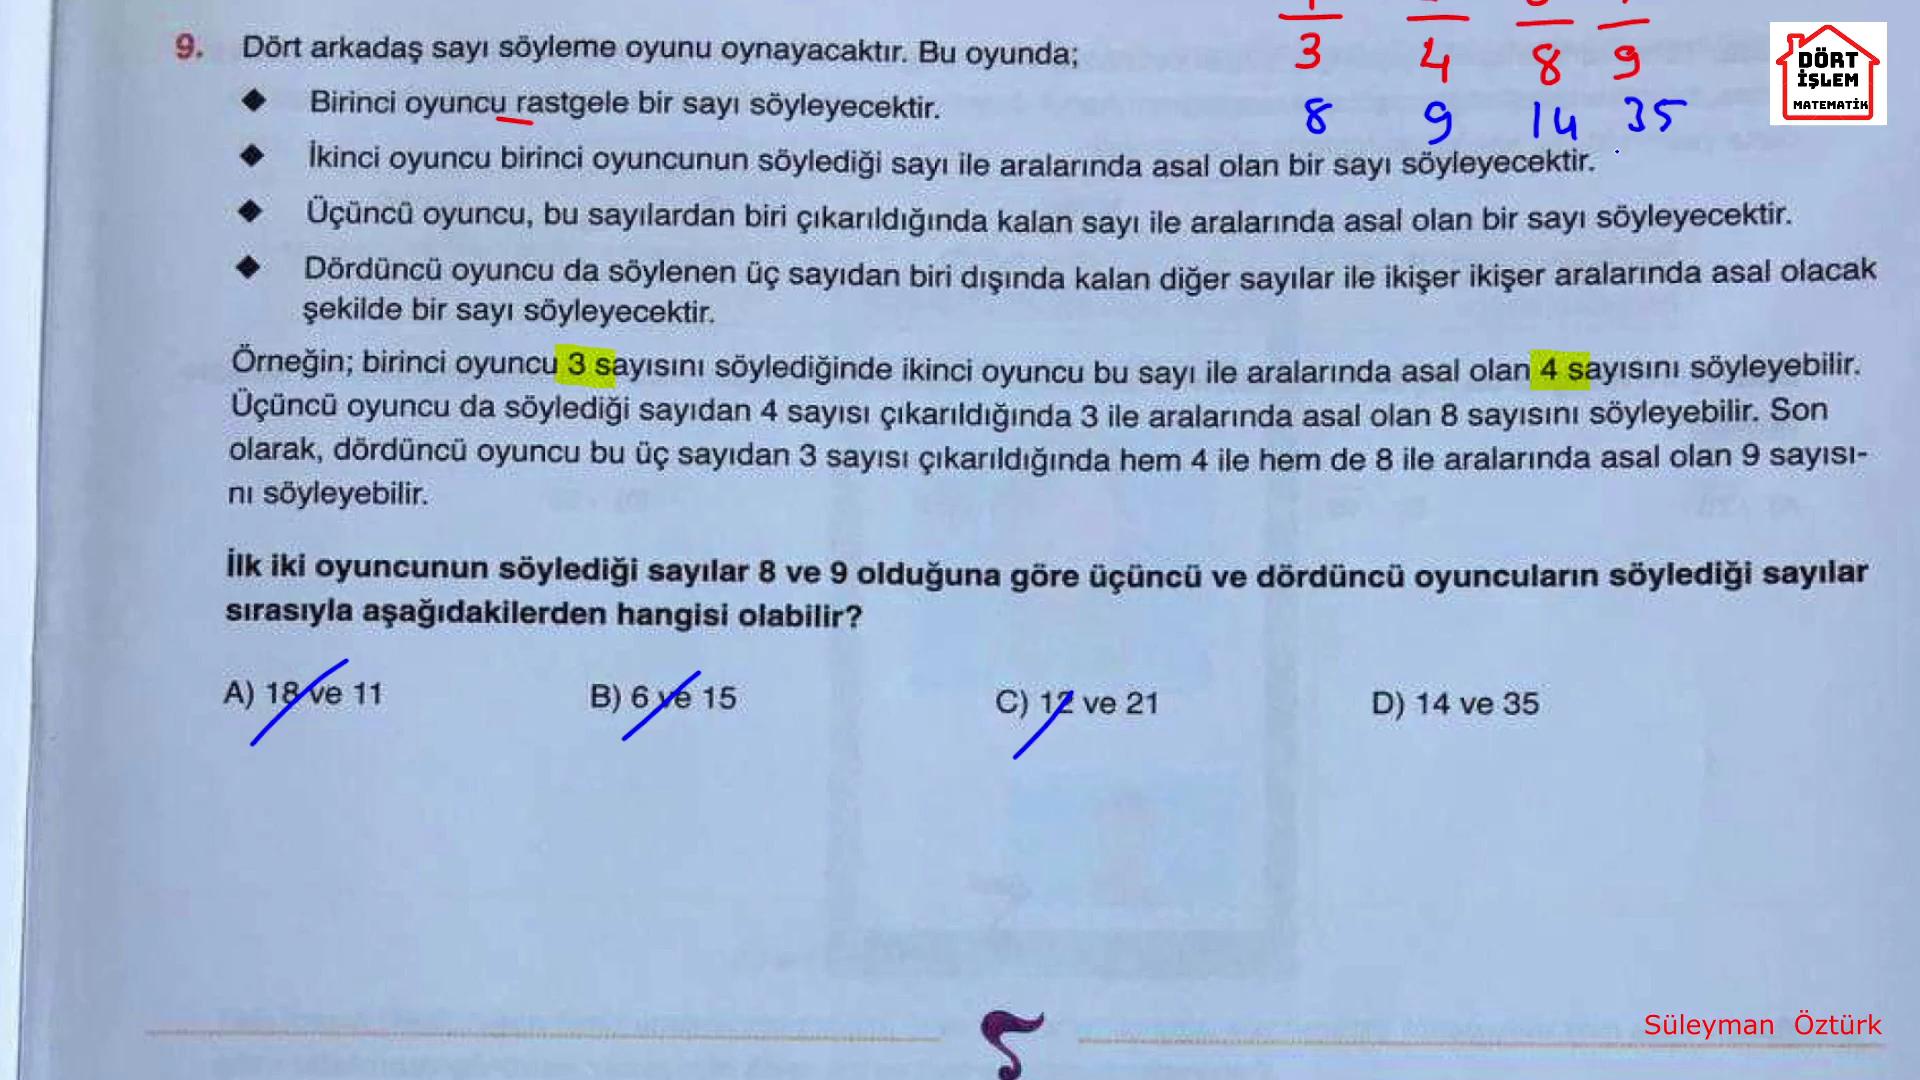 9. Dört arkadaş sayı söyleme oyunu oynayacaktır. Bu oyunda;
3 4 8 9
DÖRT
İŞLEM
MATEMATİK
◆ Birinci oyuncu rastgele bir sayı söyleyecektir.
8 9 14 35
◆ İkinci oyuncu birinci oyuncunun söylediği sayı ile aralarında asal olan bir sayı söyleyecektir.
◆ Üçüncü oyuncu, bu sayılardan biri çıkarıldığında kalan sayı ile aralarında asal olan bir sayı söyleyecektir.
◆ Dördüncü oyuncu da söylenen üç sayıdan biri dışında kalan diğer sayılar ile ikişer ikişer aralarında asal olacak
şekilde bir sayı söyleyecektir.
Örneğin; birinci oyuncu 3 sayısını söylediğinde ikinci oyuncu bu sayı ile aralarında asal olan 4 sayısını söyleyebilir.
Üçüncü oyuncu da söylediği sayıdan 4 sayısı çıkarıldığında 3 ile aralarında asal olan 8 sayısını söyleyebilir. Son
olarak, dördüncü oyuncu bu üç sayıdan 3 sayısı çıkarıldığında hem 4 ile hem de 8 ile aralarında asal olan 9 sayısı-
nı söyleyebilir.
İlk iki oyuncunun söylediği sayılar 8 ve 9 olduğuna göre üçüncü ve dördüncü oyuncuların söylediği sayılar
sırasıyla aşağıdakilerden hangisi olabilir?
A) 18 ve 11 B) 6 ve 15 C) 12 ve 21 D) 14 ve 35
Süleyman Öztürk